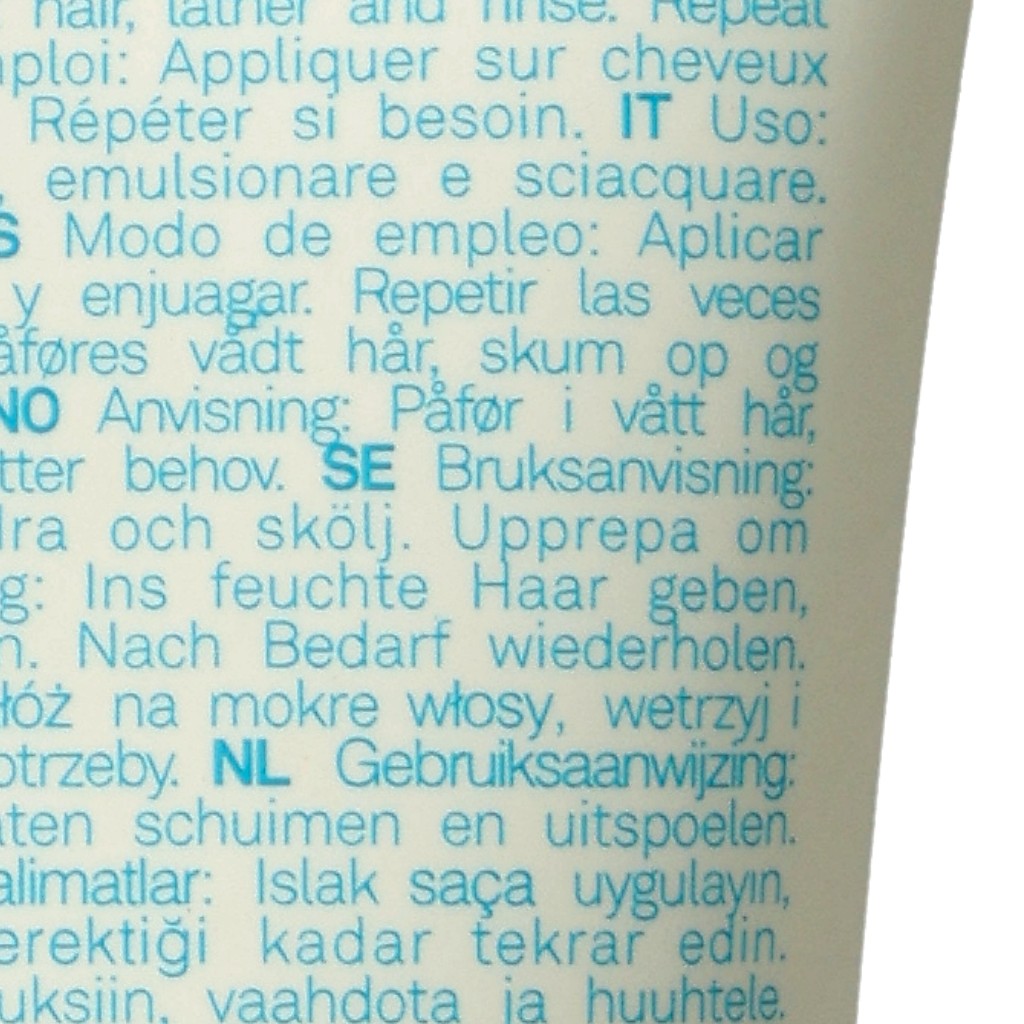 hair, lather and rinse. Repeat
ploi: Appliquer sur cheveux
Répéter si besoin. IT Uso:
emulsionare e sciacquare.
S Modo de empleo: Aplicar
y enjuagar. Repetir las veces
åføres vådt hår, skum op og
NO Anvisning: Påfør i vått hår,
tter behov. SE Bruksanvisning:
dra och skölj. Upprepa om
g: Ins feuchte Haar geben,
n. Nach Bedarf wiederholen.
łóż na mokre włosy, wetrzyj i
otrzeby. NL Gebruiksaanwijzing:
aten schuimen en uitspoelen.
alimatlar: Islak saça uygulayın,
erektiği kadar tekrar edin.
uksiin, vaahdota ja huuhtele.